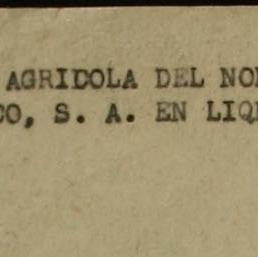 AGRICOLA DEL NO
CO, S. A. EN LIQ